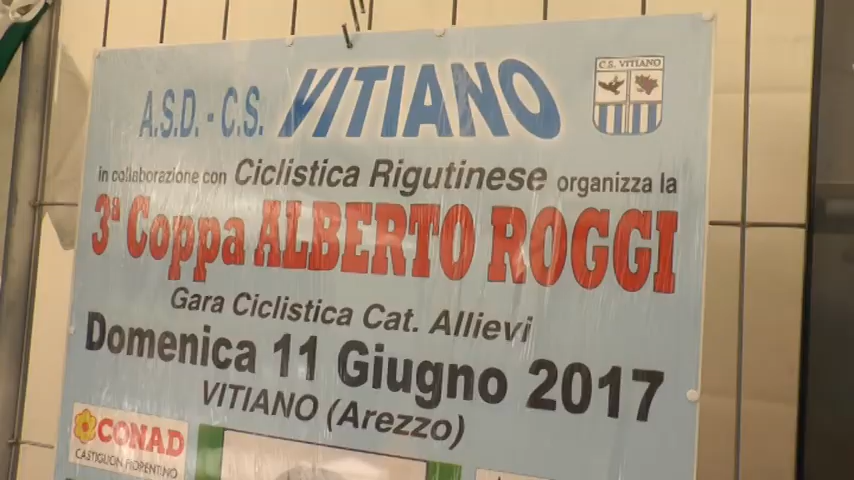 C.S. VITIANO
A.S.D. - C.S. VITIANO
in collaborazione con Ciclistica Rigutinese organizza la
3ª Coppa ALBERTO ROGGI
Gara Ciclistica Cat. Allievi
Domenica 11 Giugno 2017
VITIANO (Arezzo)
CONAD
CASTIGLION FIORENTINO